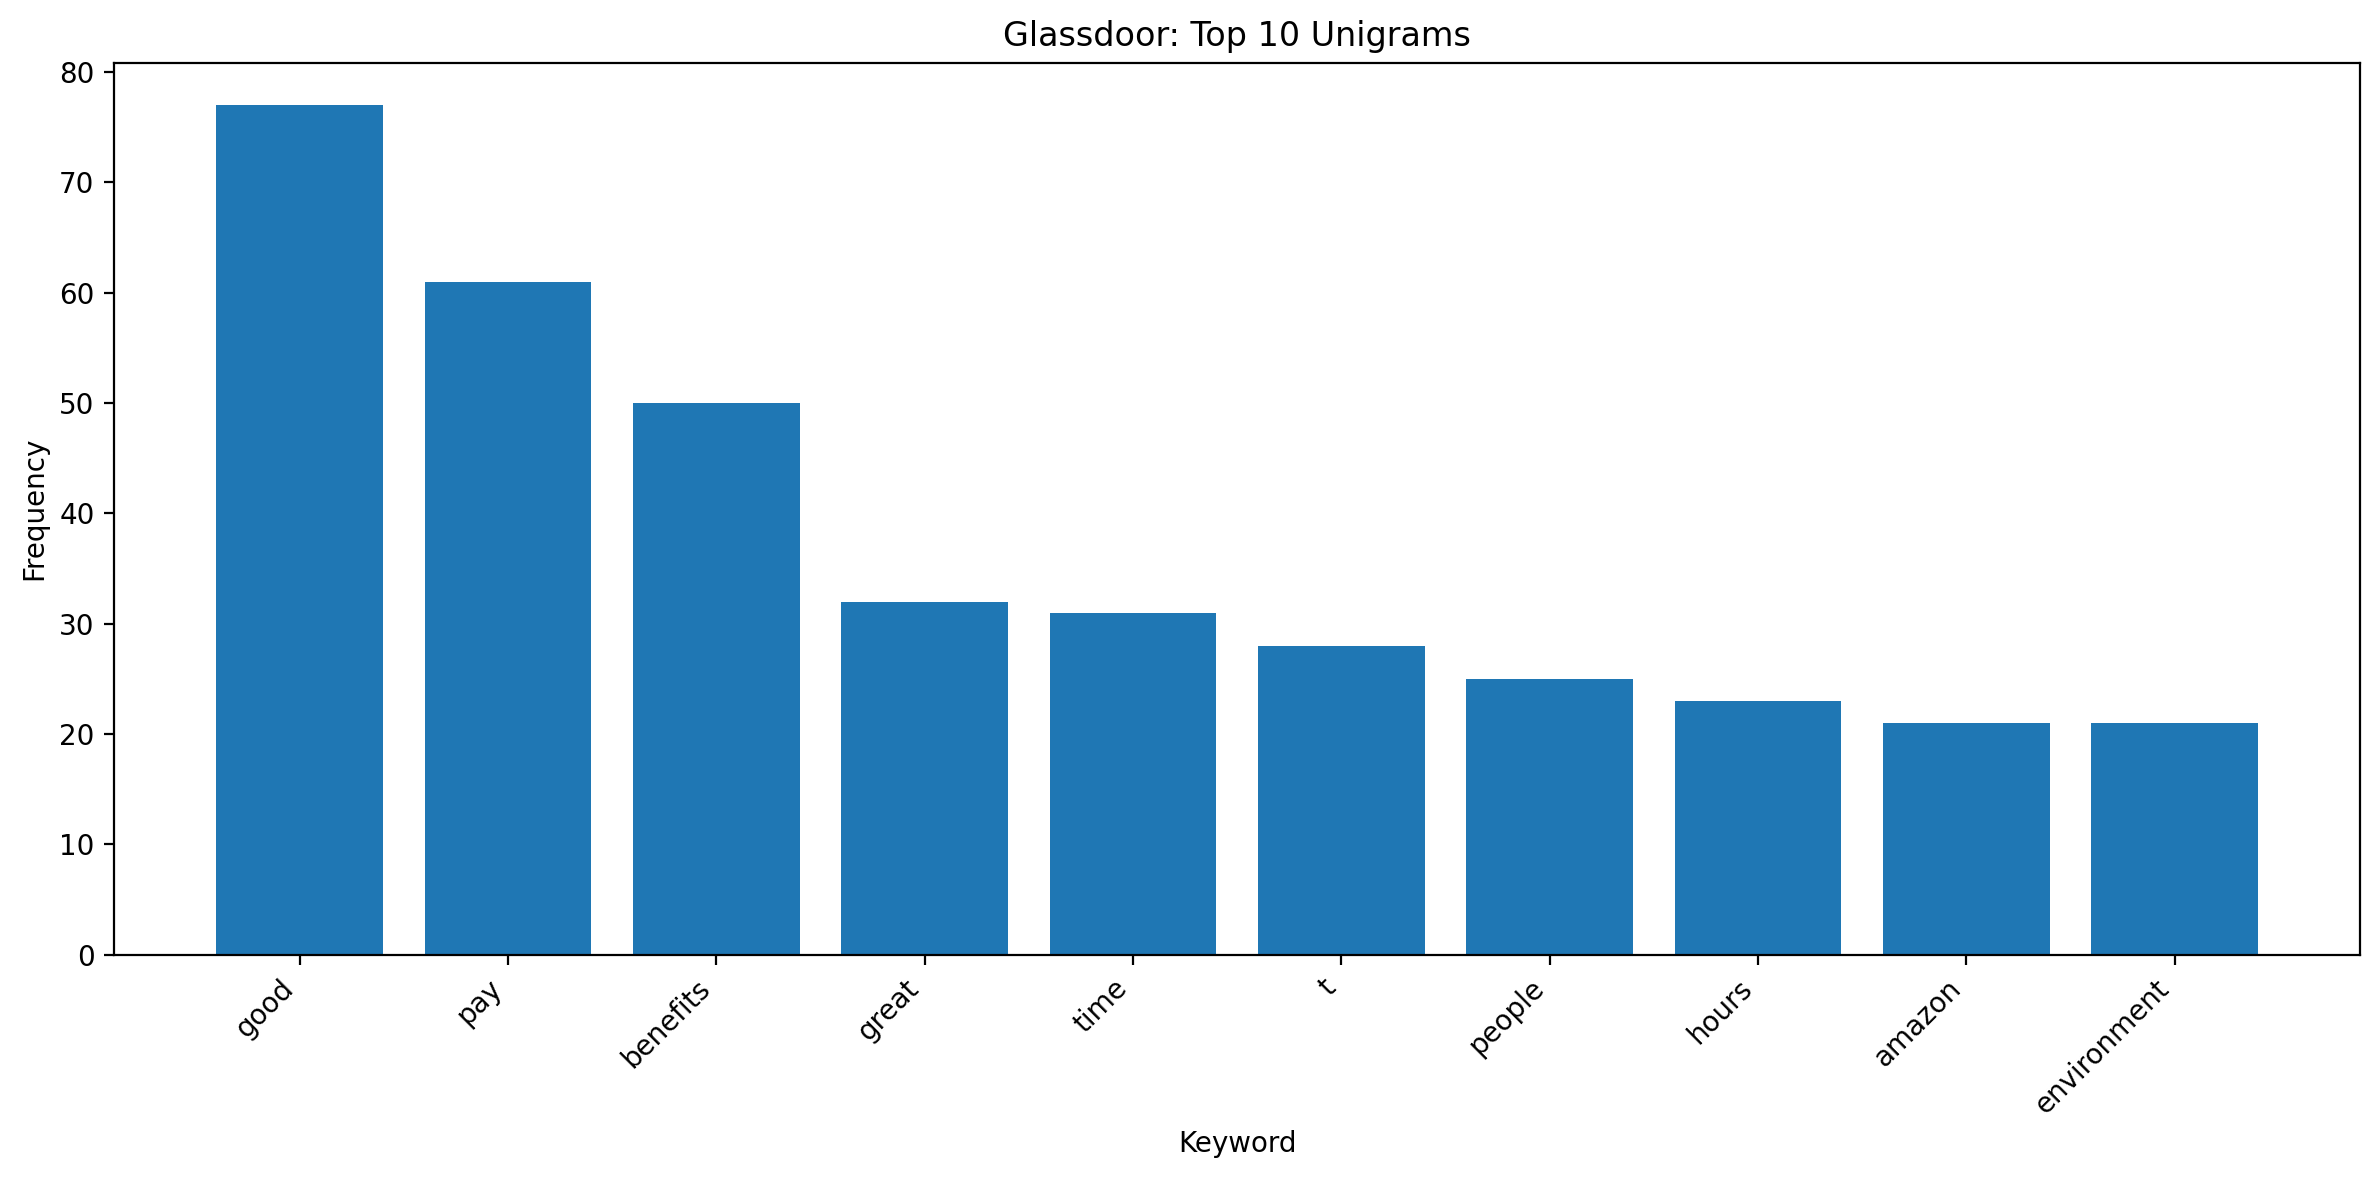 Glassdoor: Top 10 Unigrams
80
70
60
50
40
30
20
10
0
Frequency
good
pay
benefits
great
time
t
people
hours
amazon
environment
Keyword